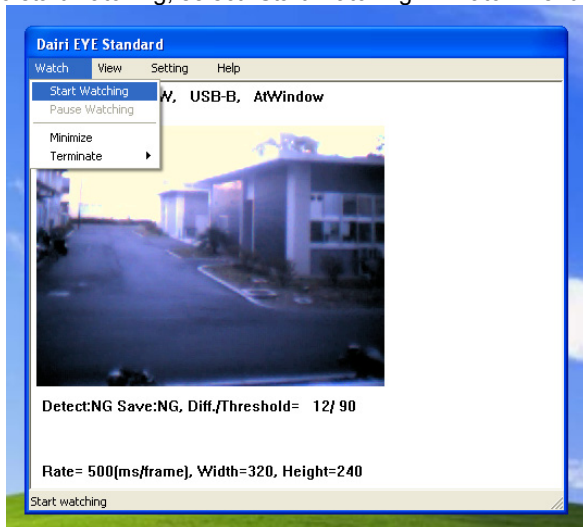 Dairi EYE Standard
Watch View Setting Help
Start Watching
Pause Watching
Minimize
Terminate
USB-B, AtWindow
Detect:NG Save:NG, Diff./Threshold= 12/ 90
Rate= 500(ms/frame), Width=320, Height=240
Start watching